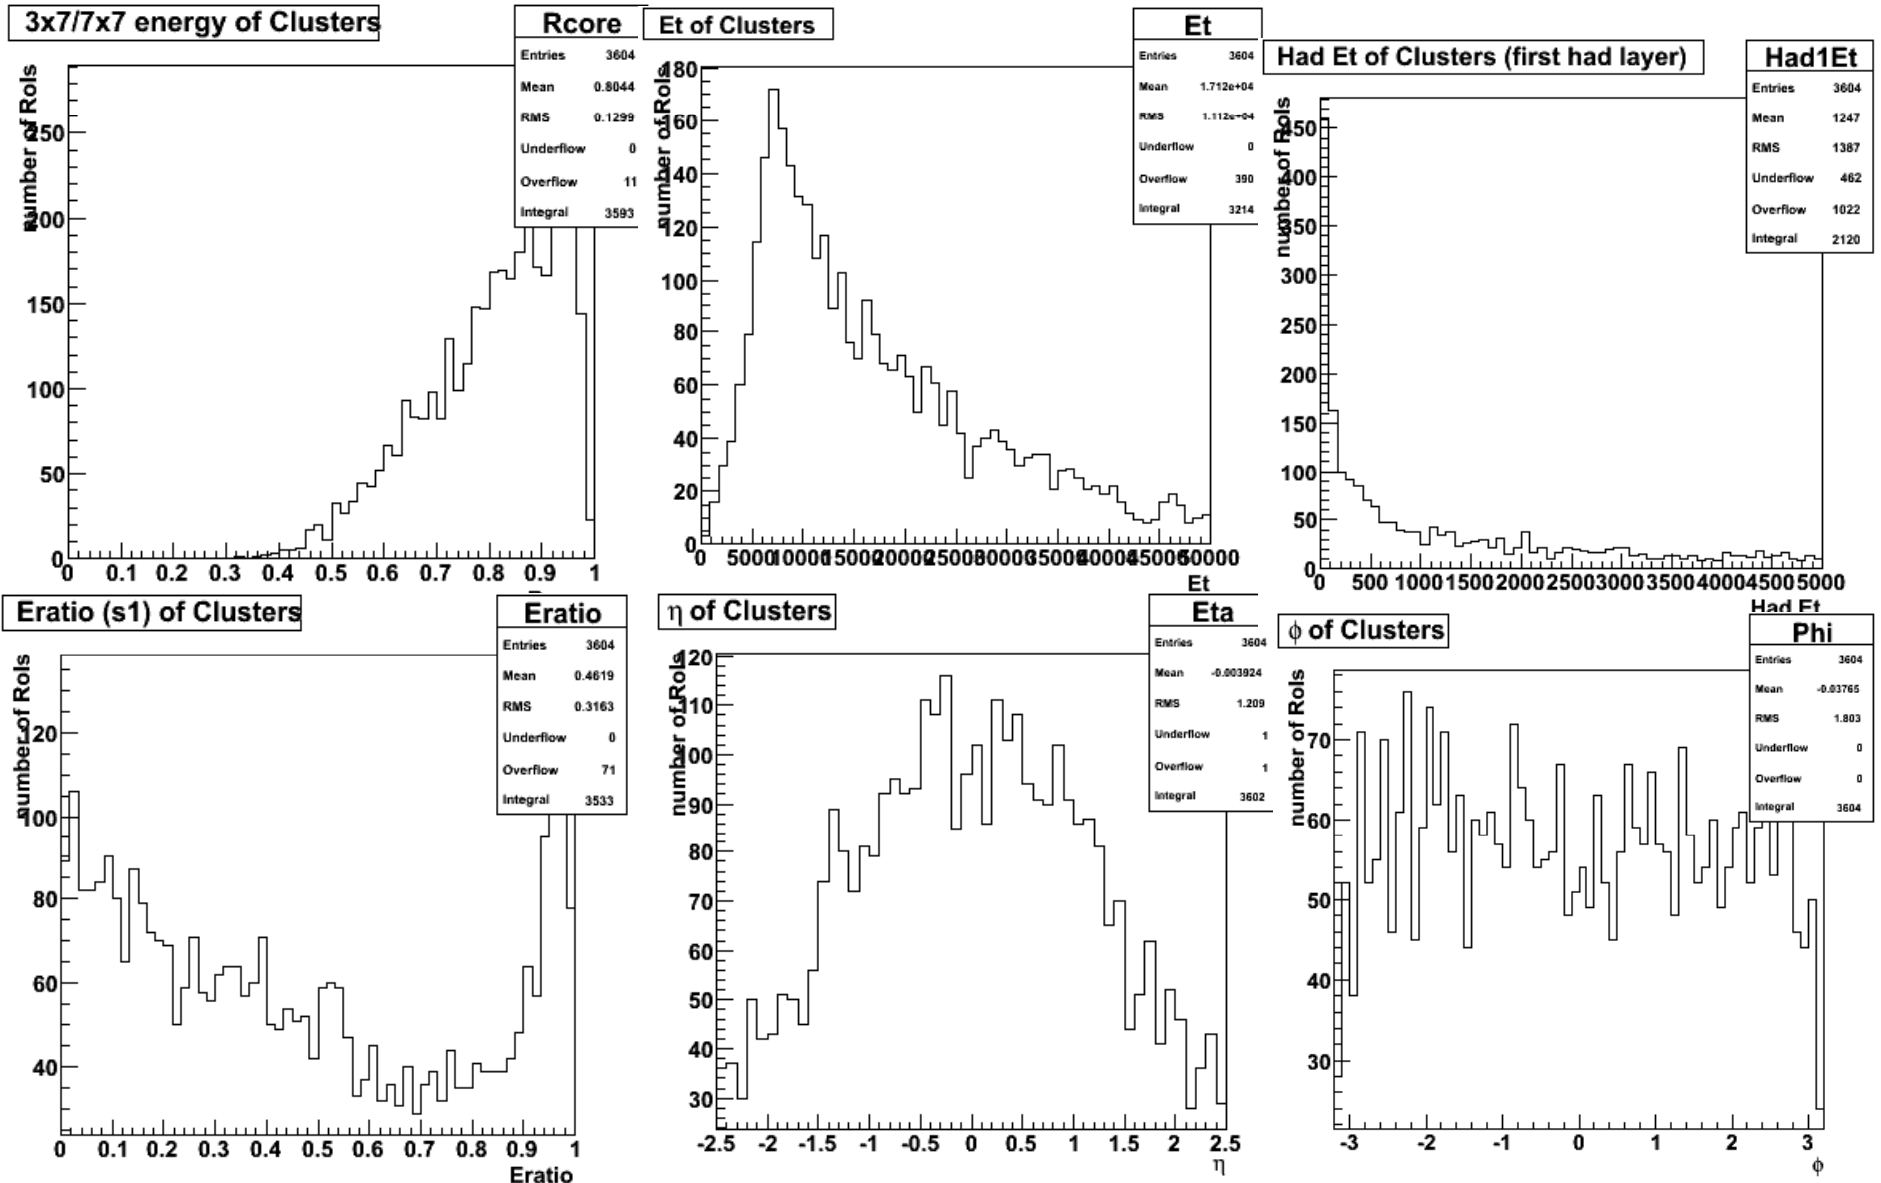 3x7/7x7 energy of Clusters
Rcore
Entries 3604
Mean 0.8044
RMS 0.1299
Underflow 0
Overflow 11
Integral 3593
number of RoIs
250
200
150
100
50
0
0 0.1 0.2 0.3 0.4 0.5 0.6 0.7 0.8 0.9 1
Et of Clusters
Et
Entries 3604
Mean 1.712e+04
RMS 1.112e+04
Underflow 0
Overflow 390
Integral 3214
number of RoIs
180
160
140
120
100
80
60
40
20
0
0 5000 10000 15000 20000 25000 30000 35000 40000 45000 50000
Et
Had Et of Clusters (first had layer)
Had1Et
Entries 3604
Mean 1247
RMS 1387
Underflow 462
Overflow 1022
Integral 2120
number of RoIs
450
400
350
300
250
200
150
100
50
0
0 500 1000 1500 2000 2500 3000 3500 4000 4500 5000
Had Et
Eratio (s1) of Clusters
Eratio
Entries 3604
Mean 0.4619
RMS 0.3163
Underflow 0
Overflow 71
Integral 3533
number of RoIs
120
100
80
60
40
0 0.1 0.2 0.3 0.4 0.5 0.6 0.7 0.8 0.9 1
Eratio
η of Clusters
Eta
Entries 3604
Mean -0.003924
RMS 1.209
Underflow 1
Overflow 1
Integral 3602
number of RoIs
120
110
100
90
80
70
60
50
40
30
-2.5 -2 -1.5 -1 -0.5 0 0.5 1 1.5 2 2.5
η
ϕ of Clusters
Phi
Entries 3604
Mean -0.03765
RMS 1.803
Underflow 0
Overflow 0
Integral 3604
number of RoIs
70
60
50
40
30
-3 -2 -1 0 1 2 3
ϕ